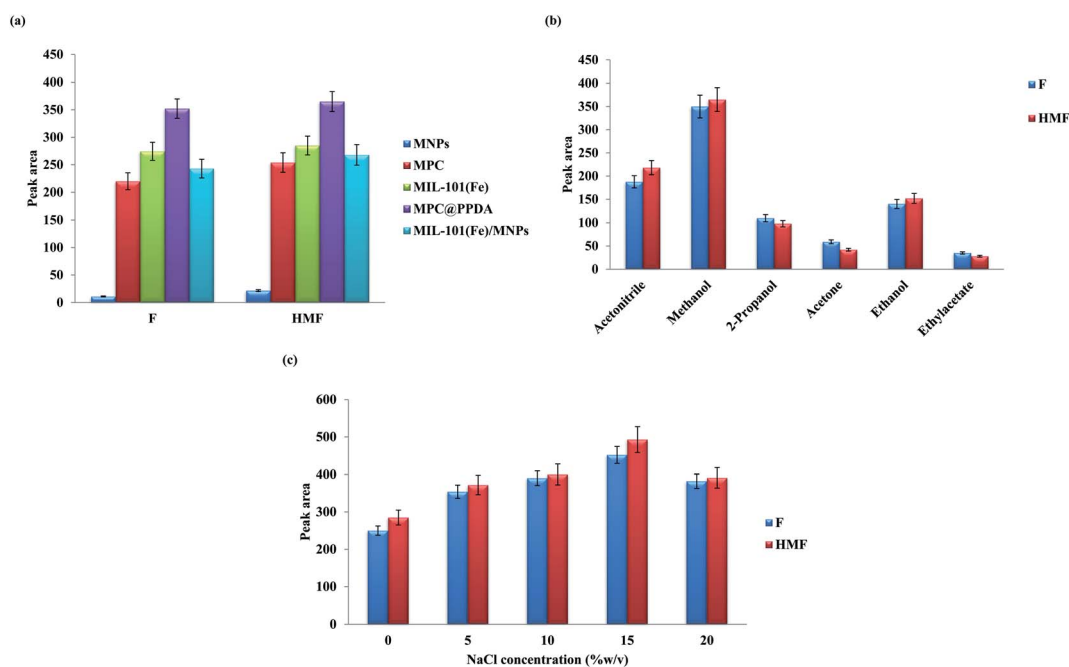 (a)
450
400
350
300
250
200
150
100
50
0
Peak area
F
HMF
MNPs
MPC
MIL-101(Fe)
MPC@PPDA
MIL-101(Fe)/MNPs
(b)
450
400
350
300
250
200
150
100
50
0
Peak area
Acetonitrile
Methanol
2-Propanol
Acetone
Ethanol
Ethylacetate
F
HMF
(c)
600
500
400
300
200
100
0
Peak area
0
5
10
15
20
NaCl concentration (%w/v)
F
HMF